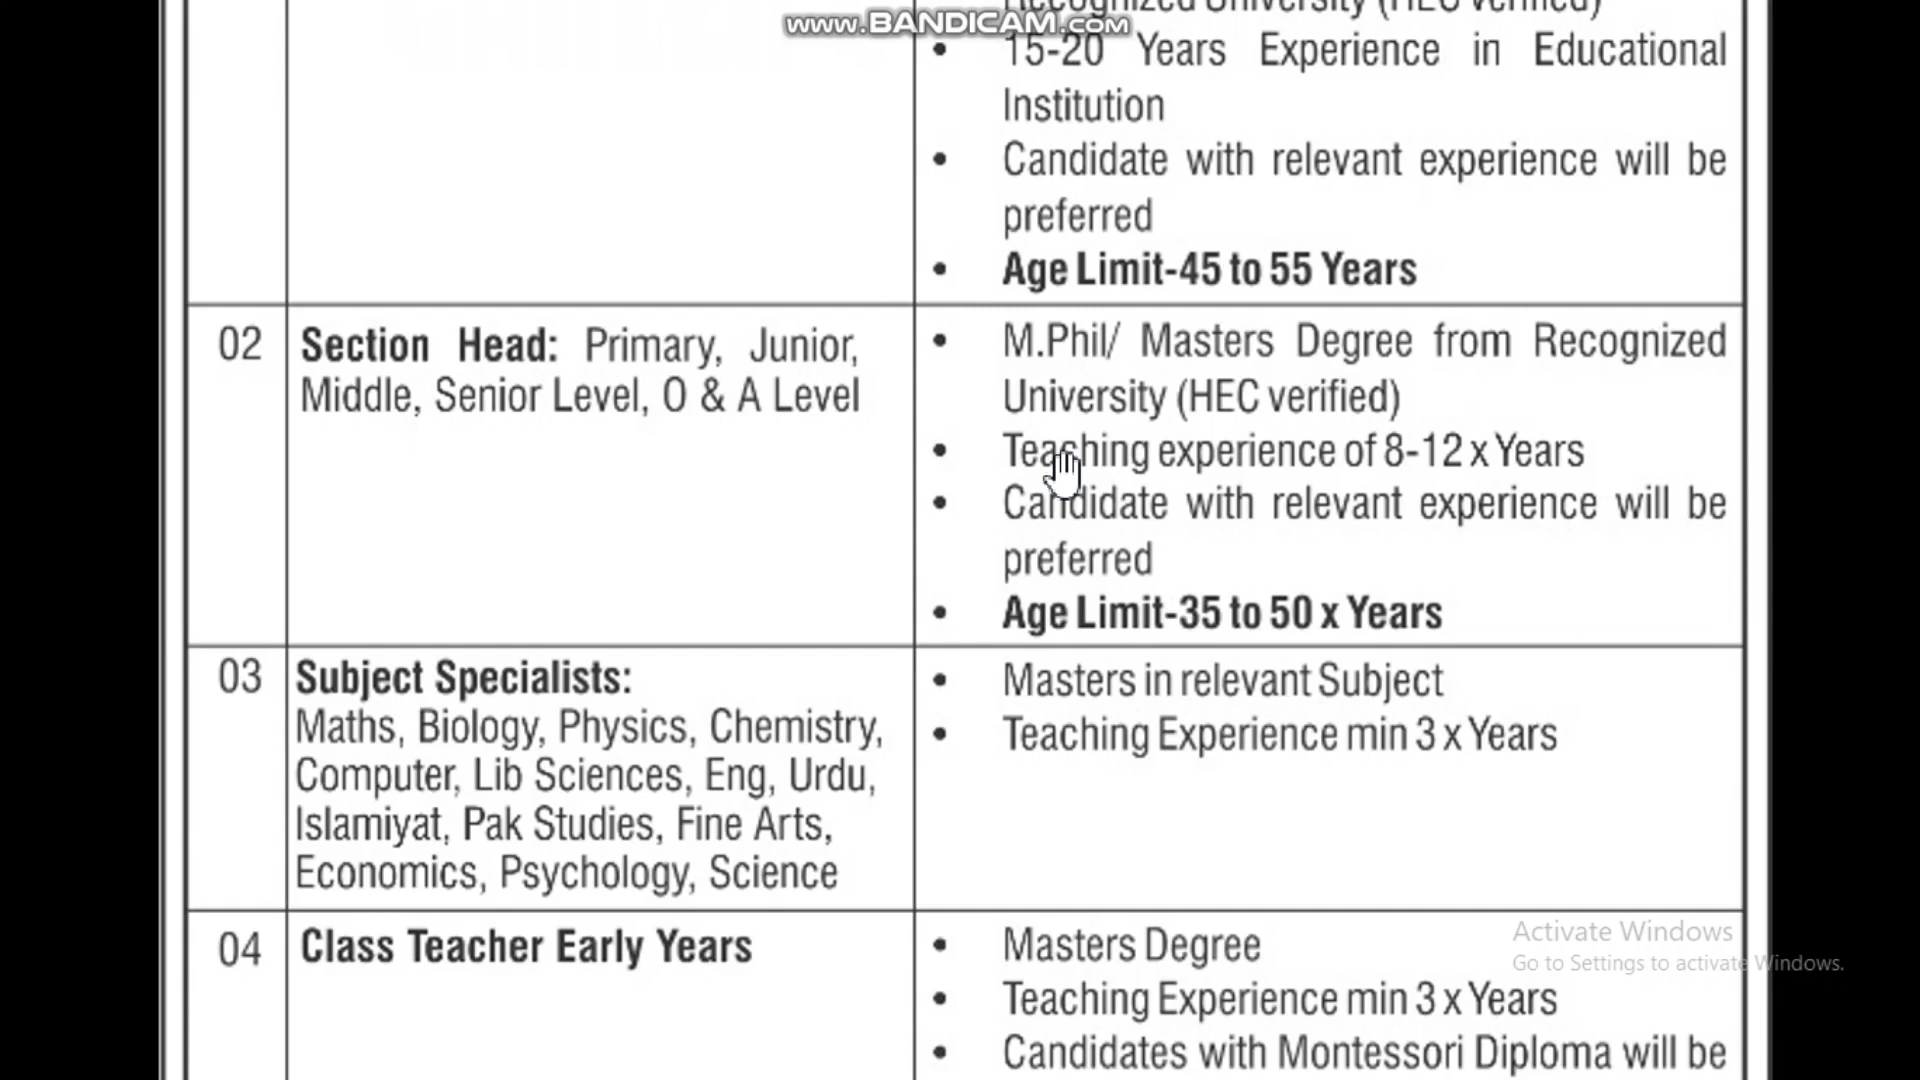 Recognized University (HEC verified)
www.BANDICAM.com
• 15-20 Years Experience in Educational
Institution
• Candidate with relevant experience will be
preferred
• Age Limit-45 to 55 Years
02
Section Head: Primary, Junior,
Middle, Senior Level, O & A Level
• M.Phil/ Masters Degree from Recognized
University (HEC verified)
• Teaching experience of 8-12 x Years
• Candidate with relevant experience will be
preferred
• Age Limit-35 to 50 x Years
03
Subject Specialists:
Maths, Biology, Physics, Chemistry,
Computer, Lib Sciences, Eng, Urdu,
Islamiyat, Pak Studies, Fine Arts,
Economics, Psychology, Science
• Masters in relevant Subject
• Teaching Experience min 3 x Years
04
Class Teacher Early Years
• Masters Degree
• Teaching Experience min 3 x Years
• Candidates with Montessori Diploma will be
Activate Windows
Go to Settings to activate Windows.